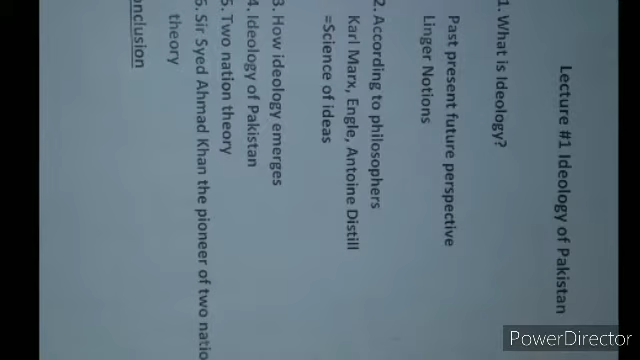 Lecture #1 Ideology of Pakistan
1. What is Ideology?
Past present future perspective
Linger Notions
2. According to philosophers
Karl Marx, Engle, Antoine Distill
=Science of ideas
3. How ideology emerges
4. Ideology of Pakistan
5. Two nation theory
6. Sir Syed Ahmad Khan the pioneer of two natio
theory
onclusion
PowerDirector